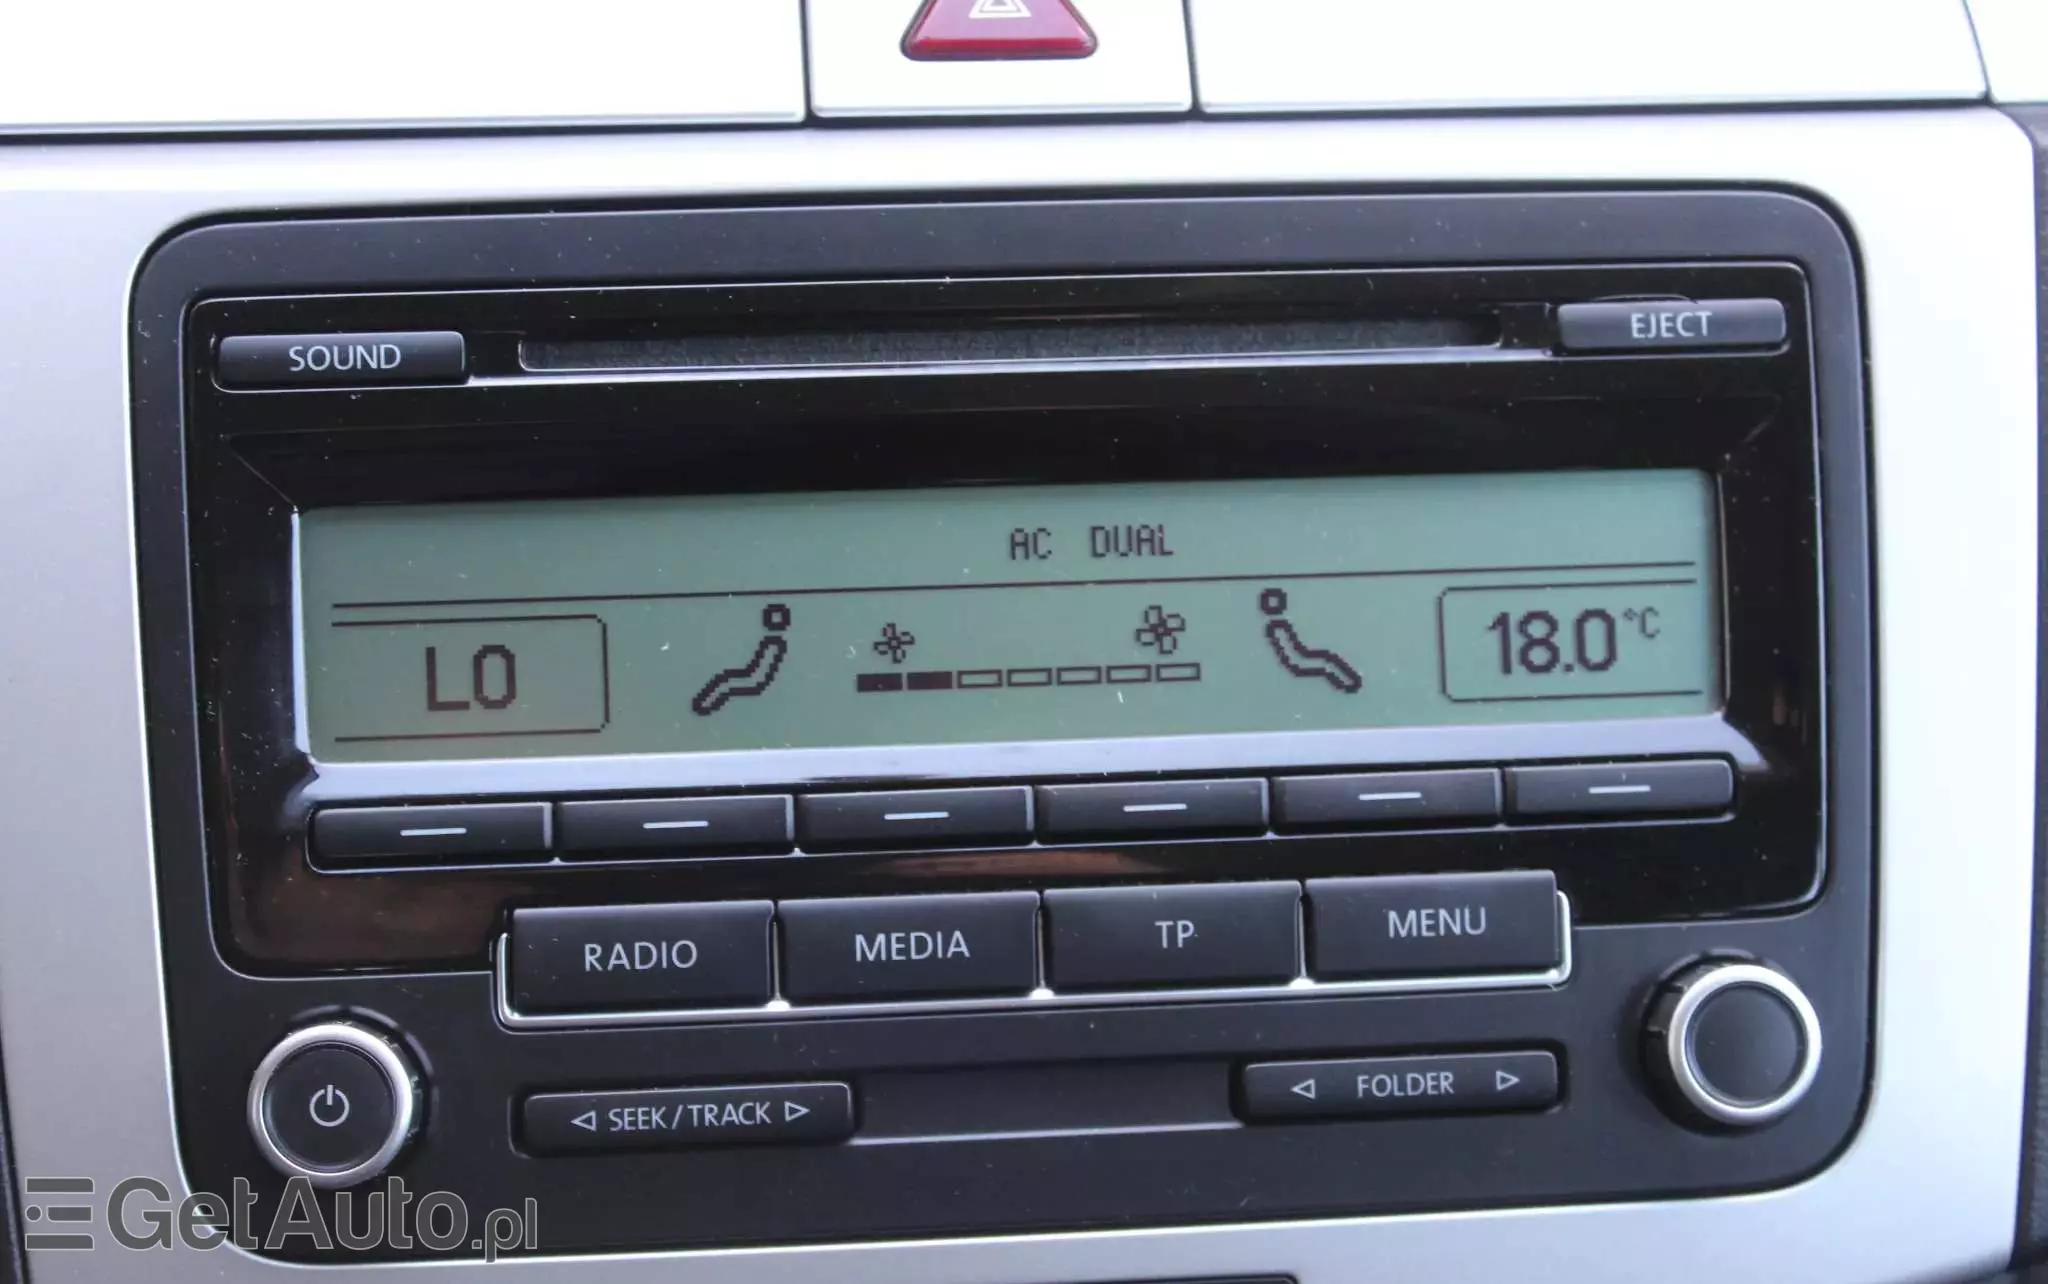 SOUND
EJECT
AC DUAL
LO
18.0°C
RADIO
MEDIA
TP
MENU
SEEK/TRACK
FOLDER
GetAuto.pl